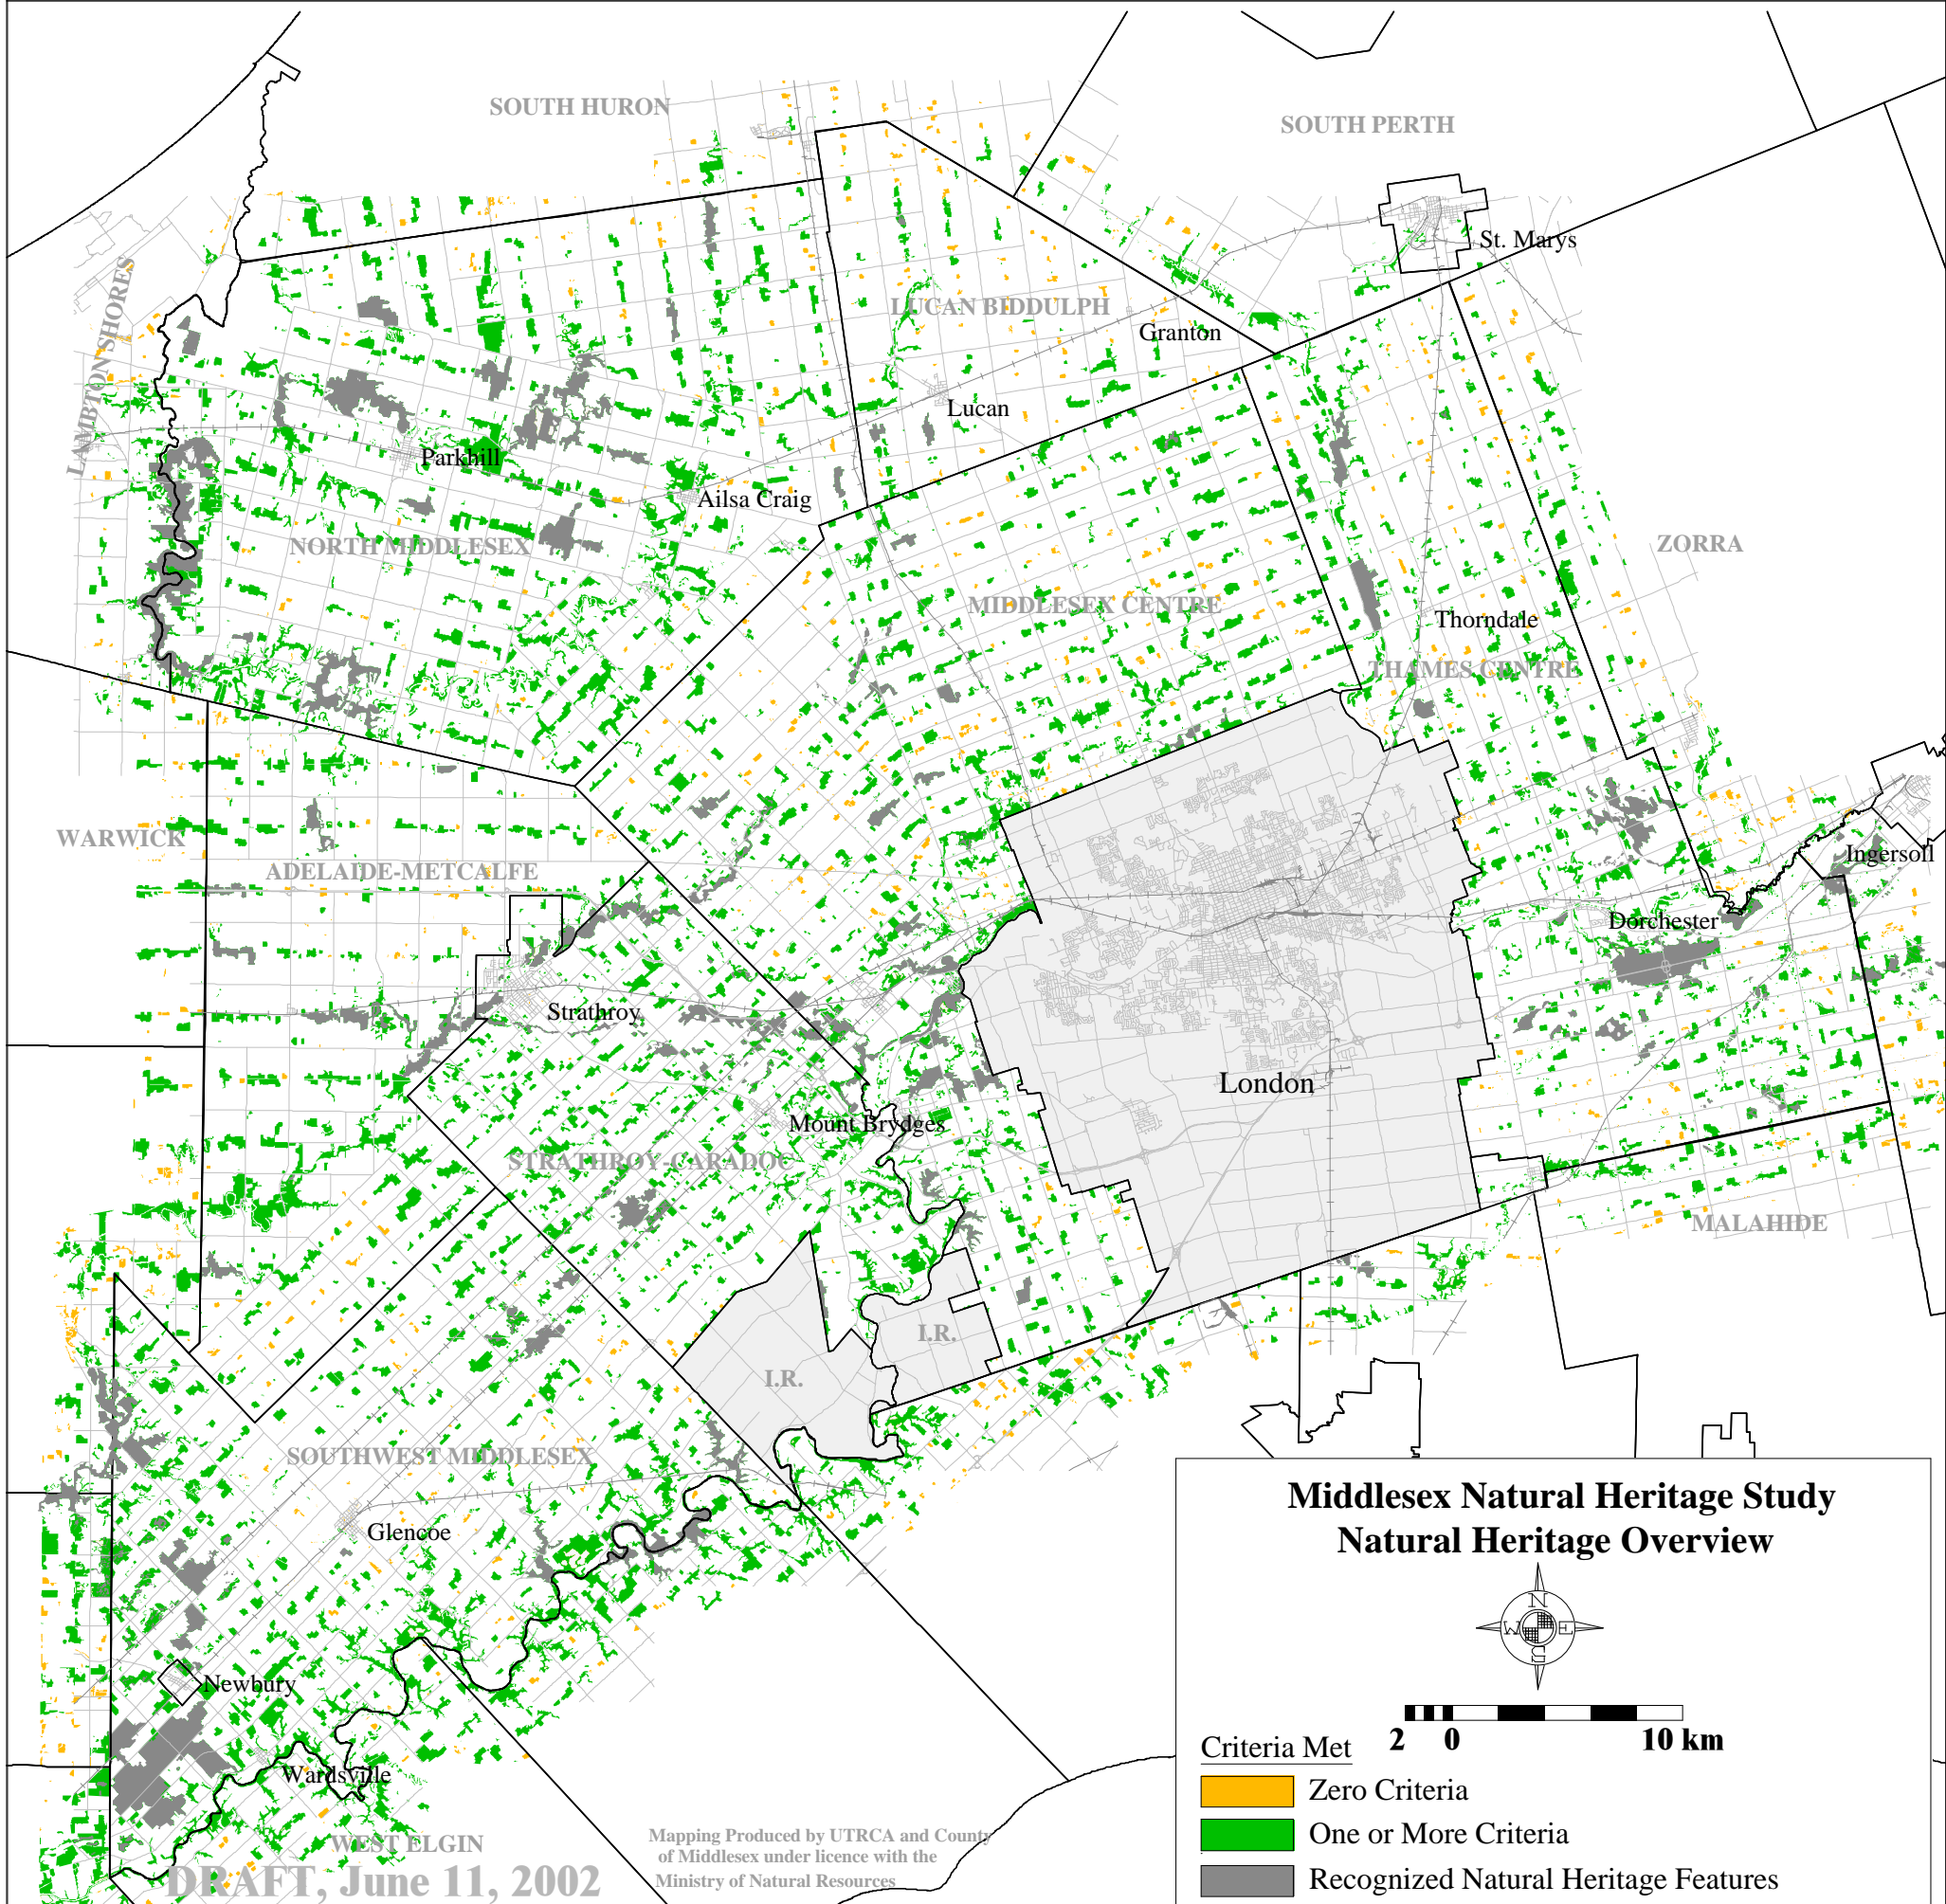 SOUTH HURON
SOUTH PERTH
St. Marys
LAMBTON SHORES
LUCAN BIDDULPH
Granton
Lucan
Parkhill
Ailsa Craig
NORTH MIDDLESEX
ZORRA
MIDDLESEX CENTRE
Thorndale
THAMES CENTRE
WARWICK
ADELAIDE-METCALFE
Ingersoll
Dorchester
Strathroy
London
Mount Brydges
STRATHROY-CARADOC
MALAHIDE
I.R.
I.R.
SOUTHWEST MIDDLESEX
Glencoe
Newbury
Wardsville
WEST ELGIN
DRAFT, June 11, 2002
Mapping Produced by UTRCA and County
of Middlesex under licence with the
Ministry of Natural Resources
Middlesex Natural Heritage Study
Natural Heritage Overview
N
W E
S
2 0 10 km
Criteria Met
Zero Criteria
One or More Criteria
Recognized Natural Heritage Features